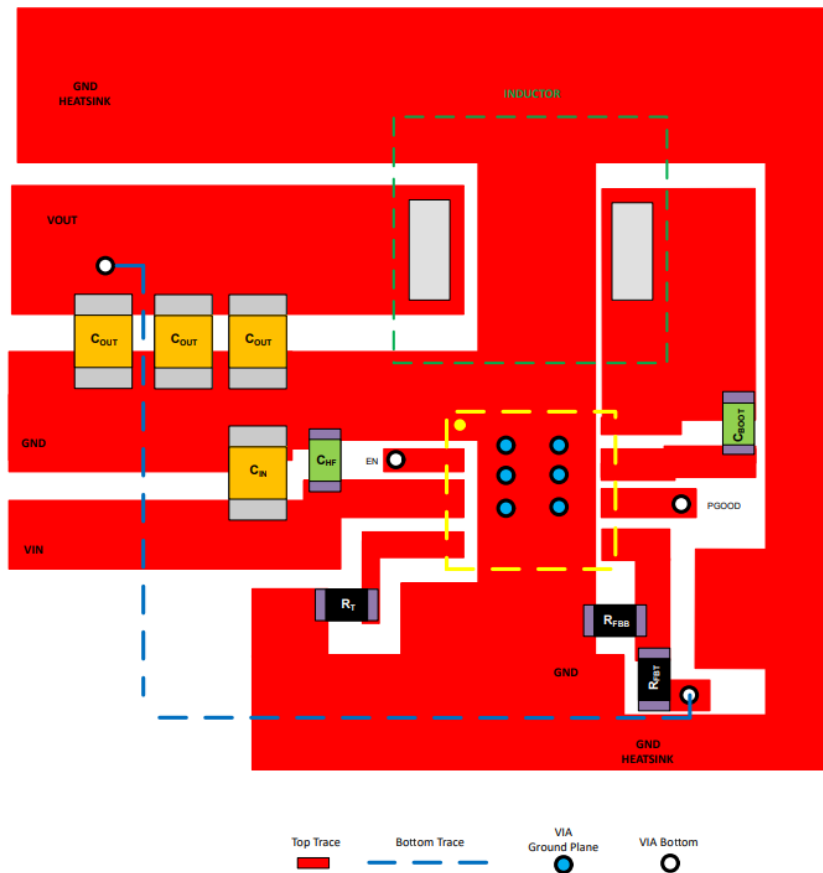 GND
HEATSINK
INDUCTOR
VOUT
COUT
COUT
COUT
CBOOT
GND
CIN
CHF
EN
PGOOD
VIN
RT
RFBB
GND
RFBT
GND
HEATSINK
Top Trace
Bottom Trace
VIA
Ground Plane
VIA Bottom